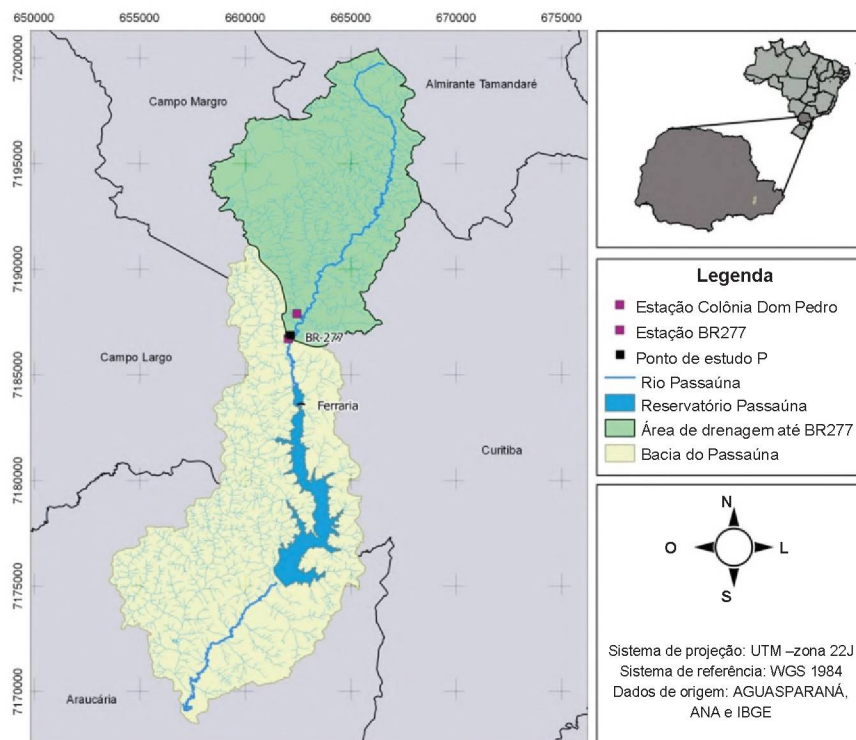 650000 655000 660000 665000 670000 675000
7200000
7195000
7190000
7185000
7180000
7175000
7170000
Campo Margro
Almirante Tamandaré
BR-277
Campo Largo
Ferraria
Curitiba
Araucária
Legenda
Estação Colônia Dom Pedro
Estação BR277
Ponto de estudo P
Rio Passaúna
Reservatório Passaúna
Área de drenagem até BR277
Bacia do Passaúna
N
O L
S
Sistema de projeção: UTM –zona 22J
Sistema de referência: WGS 1984
Dados de origem: AGUASPARANÁ,
ANA e IBGE